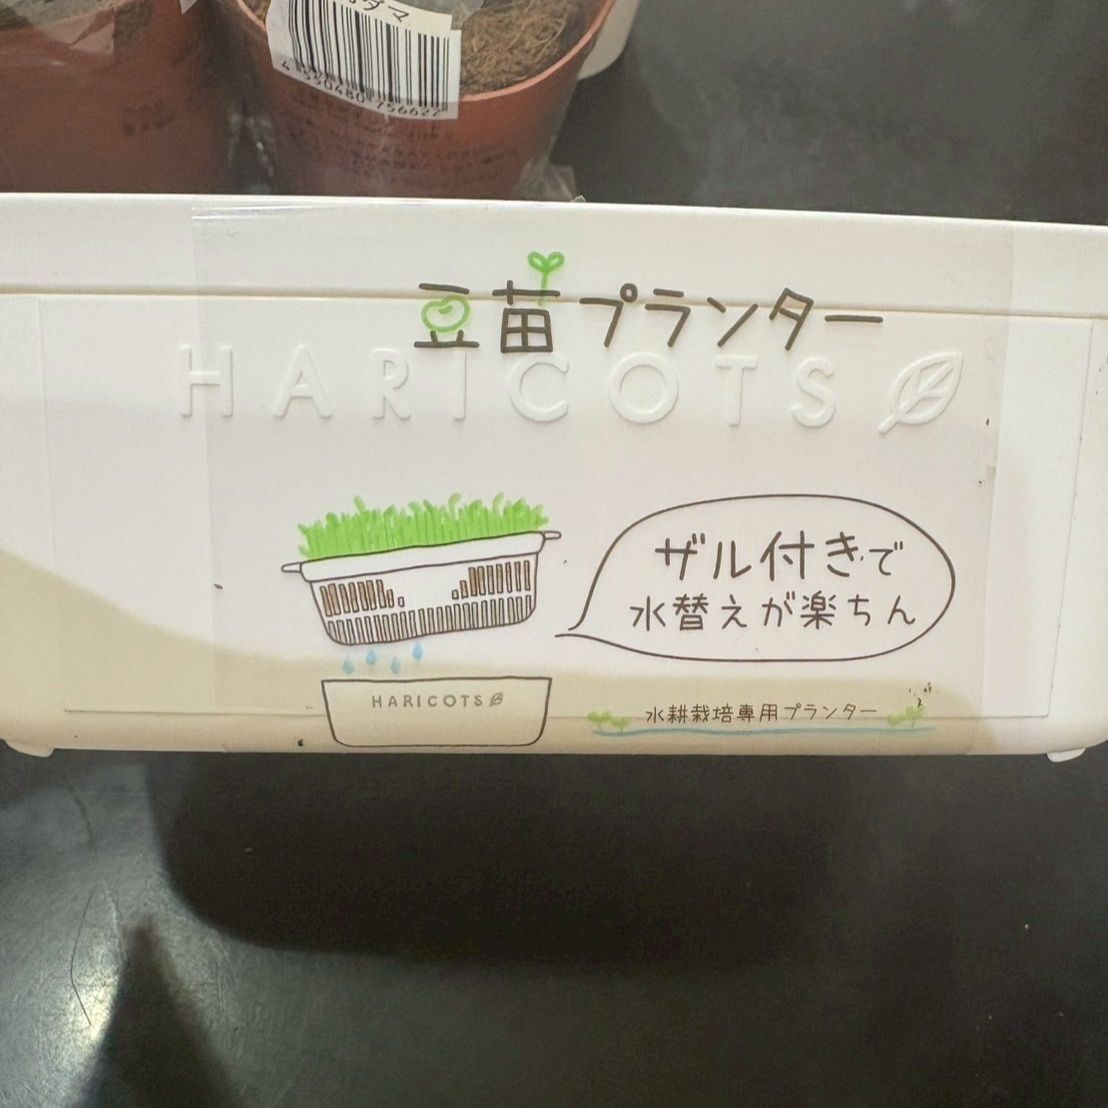 4550480756622
豆苗プランター
HARICOTS
ザル付きで
水替えが楽ちん
HARICOTS
水耕栽培専用プランター